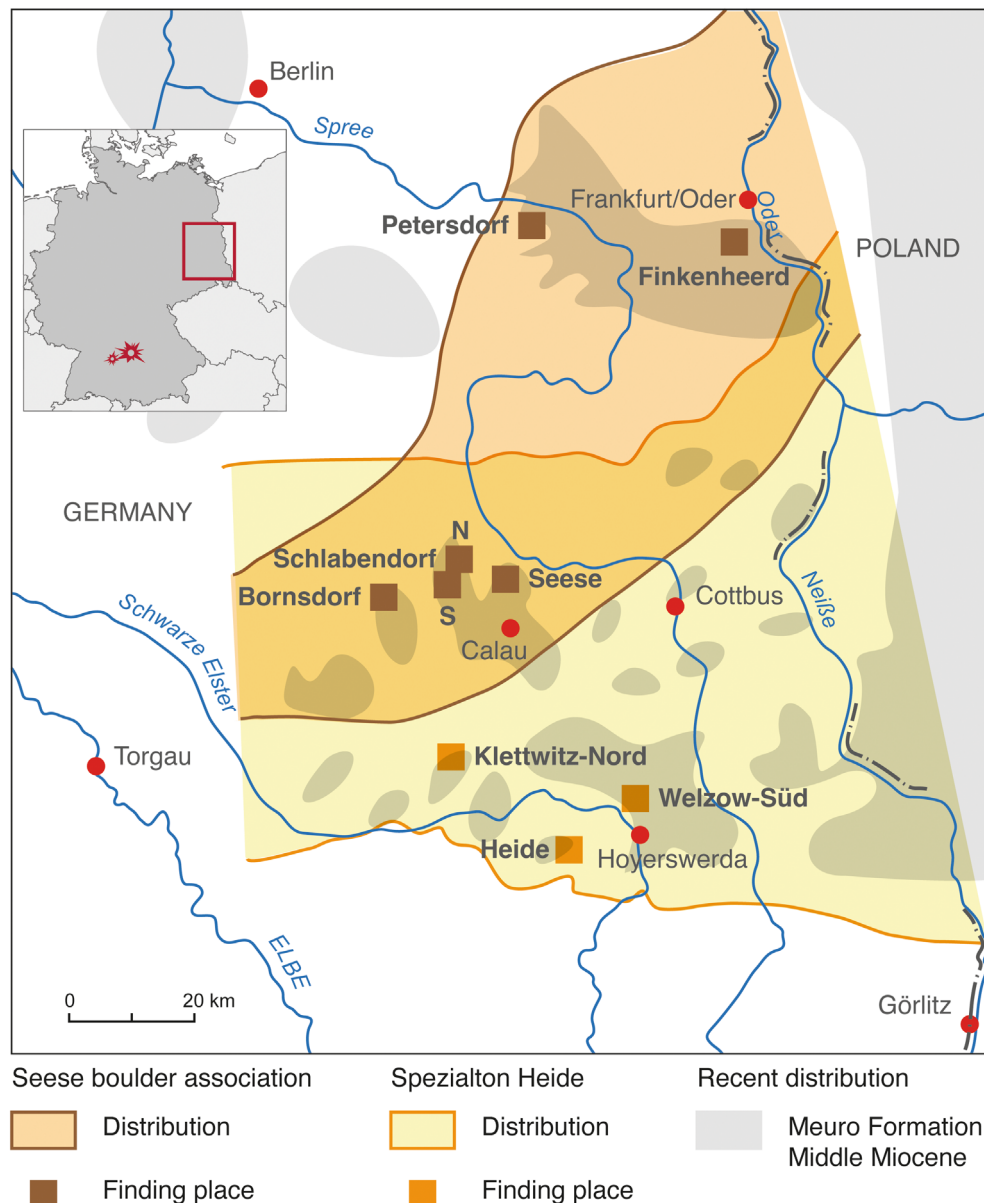 Berlin
Spree
Frankfurt/Oder
Oder
Petersdorf
POLAND
Finkenheerd
GERMANY
N
Schlabendorf
Seese
Bornsdorf
S
Cottbus
Neiße
Schwarze Elster
Calau
Torgau
Klettwitz-Nord
Welzow-Süd
Heide
Hoyerswerda
ELBE
0 20 km
Görlitz
Seese boulder association
Distribution
Finding place
Spezialton Heide
Distribution
Finding place
Recent distribution
Meuro Formation
Middle Miocene